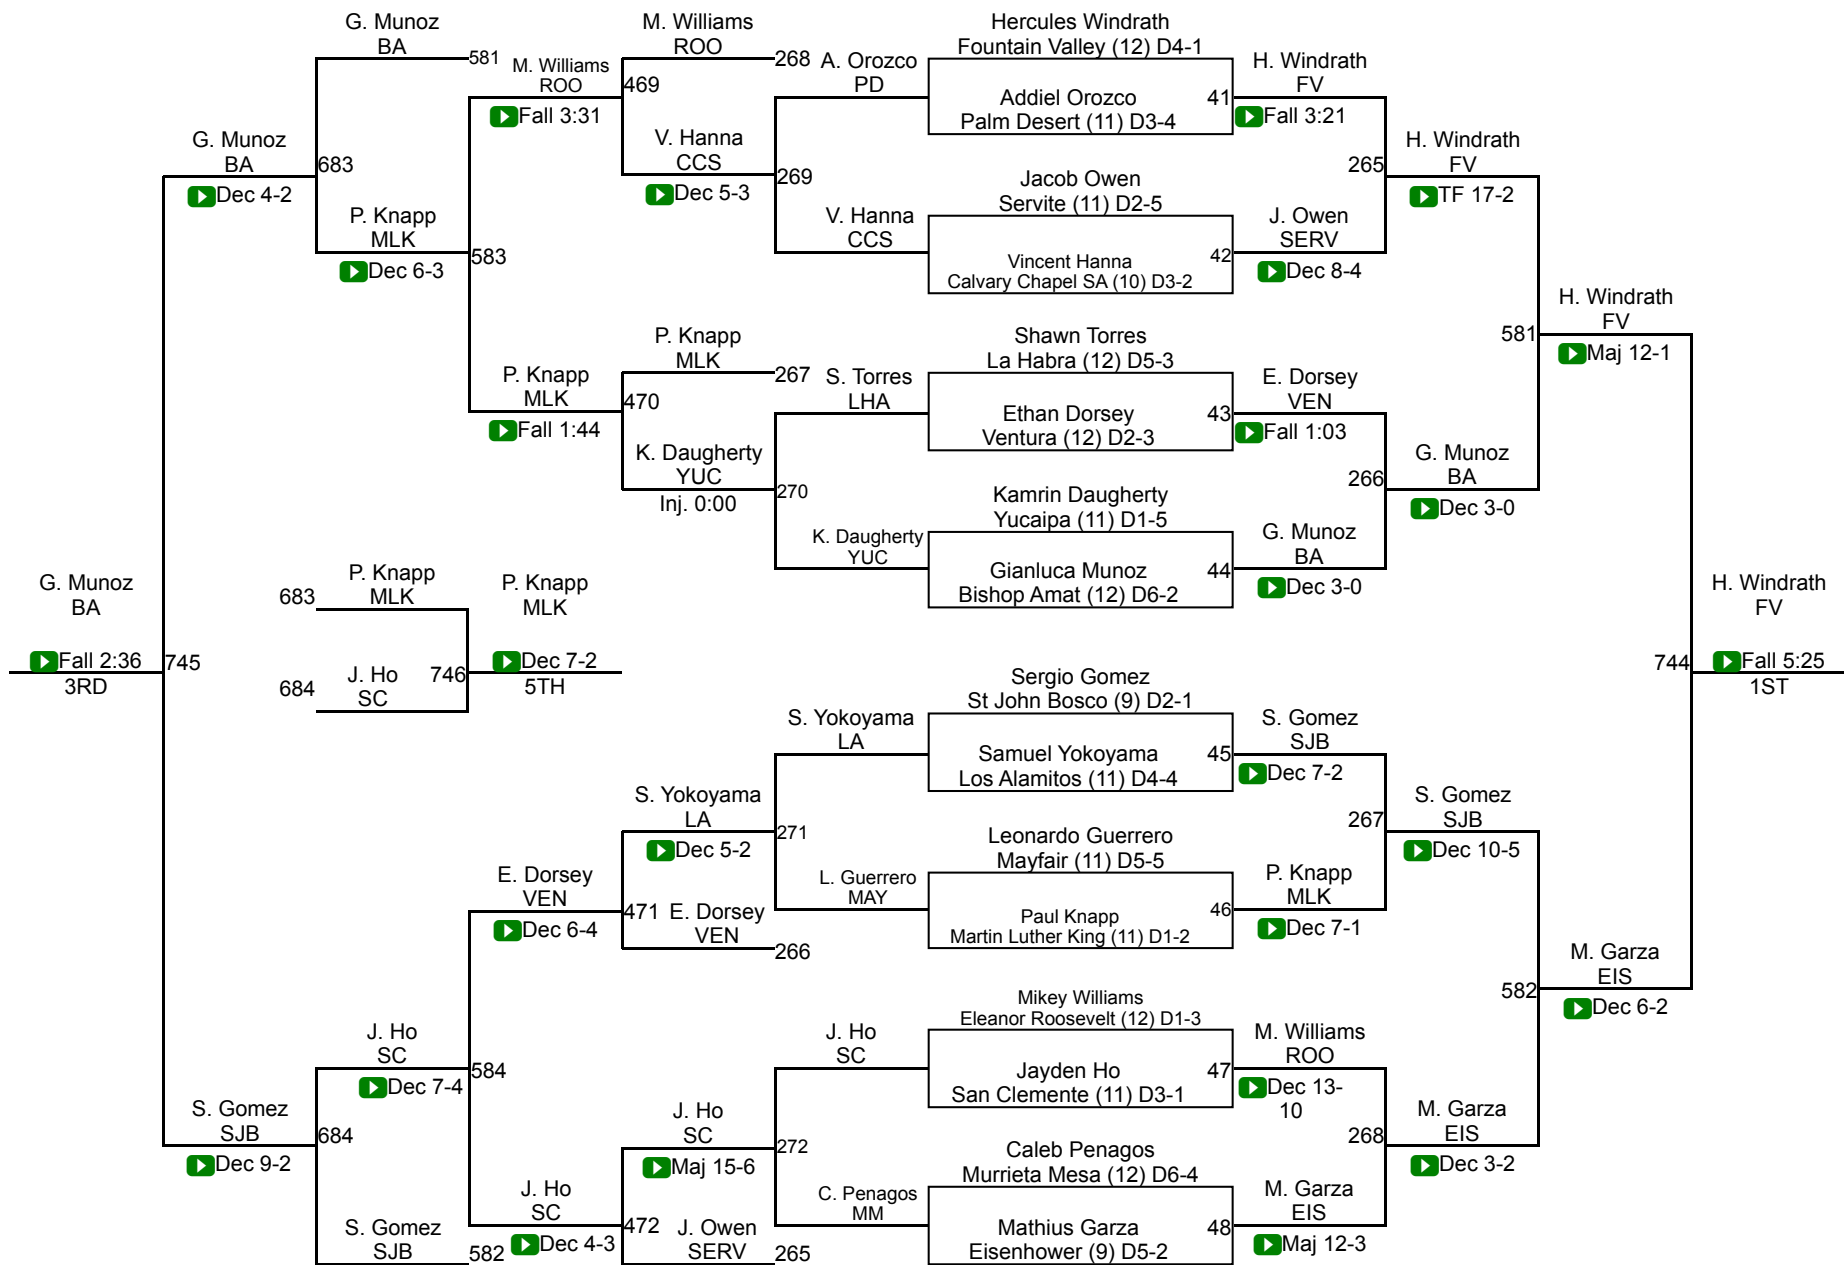 G. Munoz
BA
581
M. Williams
ROO
Fall 3:31
M. Williams
ROO
268
469
V. Hanna
CCS
Dec 5-3
A. Orozco
PD
269
V. Hanna
CCS
Hercules Windrath
Fountain Valley (12) D4-1
Addiel Orozco
Palm Desert (11) D3-4
41
H. Windrath
FV
Fall 3:21
Jacob Owen
Servite (11) D2-5
Vincent Hanna
Calvary Chapel SA (10) D3-2
42
J. Owen
SERV
Dec 8-4
265
H. Windrath
FV
TF 17-2
G. Munoz
BA
Dec 4-2
683
P. Knapp
MLK
Dec 6-3
583
P. Knapp
MLK
Fall 1:44
P. Knapp
MLK
267
470
K. Daugherty
YUC
Inj. 0:00
S. Torres
LHA
270
K. Daugherty
YUC
Shawn Torres
La Habra (12) D5-3
Ethan Dorsey
Ventura (12) D2-3
43
E. Dorsey
VEN
Fall 1:03
Kamrin Daugherty
Yucaipa (11) D1-5
Gianluca Munoz
Bishop Amat (12) D6-2
44
G. Munoz
BA
Dec 3-0
266
G. Munoz
BA
Dec 3-0
581
H. Windrath
FV
Maj 12-1
G. Munoz
BA
Fall 2:36
3RD
745
683
P. Knapp
MLK
684
J. Ho
SC
746
P. Knapp
MLK
Dec 7-2
5TH
744
H. Windrath
FV
Fall 5:25
1ST
S. Yokoyama
LA
Sergio Gomez
St John Bosco (9) D2-1
Samuel Yokoyama
Los Alamitos (11) D4-4
45
S. Gomez
SJB
Dec 7-2
S. Yokoyama
LA
Dec 5-2
271
L. Guerrero
MAY
Leonardo Guerrero
Mayfair (11) D5-5
Paul Knapp
Martin Luther King (11) D1-2
46
P. Knapp
MLK
Dec 7-1
267
S. Gomez
SJB
Dec 10-5
E. Dorsey
VEN
Dec 6-4
471
E. Dorsey
VEN
266
582
M. Garza
EIS
Dec 6-2
J. Ho
SC
Dec 7-4
584
J. Ho
SC
Mikey Williams
Eleanor Roosevelt (12) D1-3
Jayden Ho
San Clemente (11) D3-1
47
M. Williams
ROO
Dec 13-
10
S. Gomez
SJB
Dec 9-2
684
J. Ho
SC
Maj 15-6
272
C. Penagos
MM
Caleb Penagos
Murrieta Mesa (12) D6-4
Mathius Garza
Eisenhower (9) D5-2
48
M. Garza
EIS
Maj 12-3
268
M. Garza
EIS
Dec 3-2
J. Ho
SC
Dec 4-3
472
J. Owen
SERV
265
S. Gomez
SJB
582